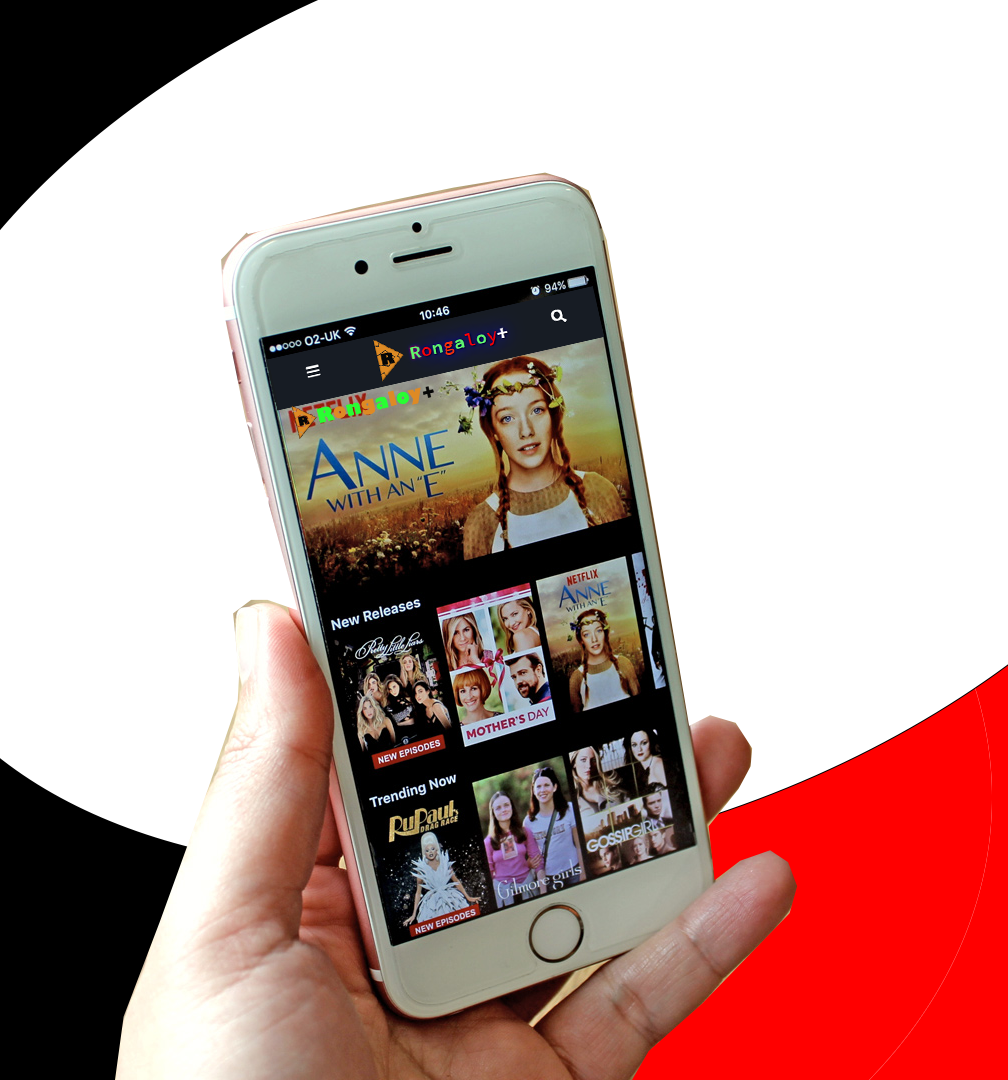 O2-UK
10:46
94%
R
Rongaloy+
NETFLIX
R
Rongaloy+
ANNE
WITH AN "E"
New Releases
Pretty Little Liars
NEW EPISODES
MOTHER'S DAY
NETFLIX
ANNE
WITH AN "E"
Trending Now
RuPaul's
DRAG RACE
NEW EPISODES
Gilmore girls
GOSSIP GIRL